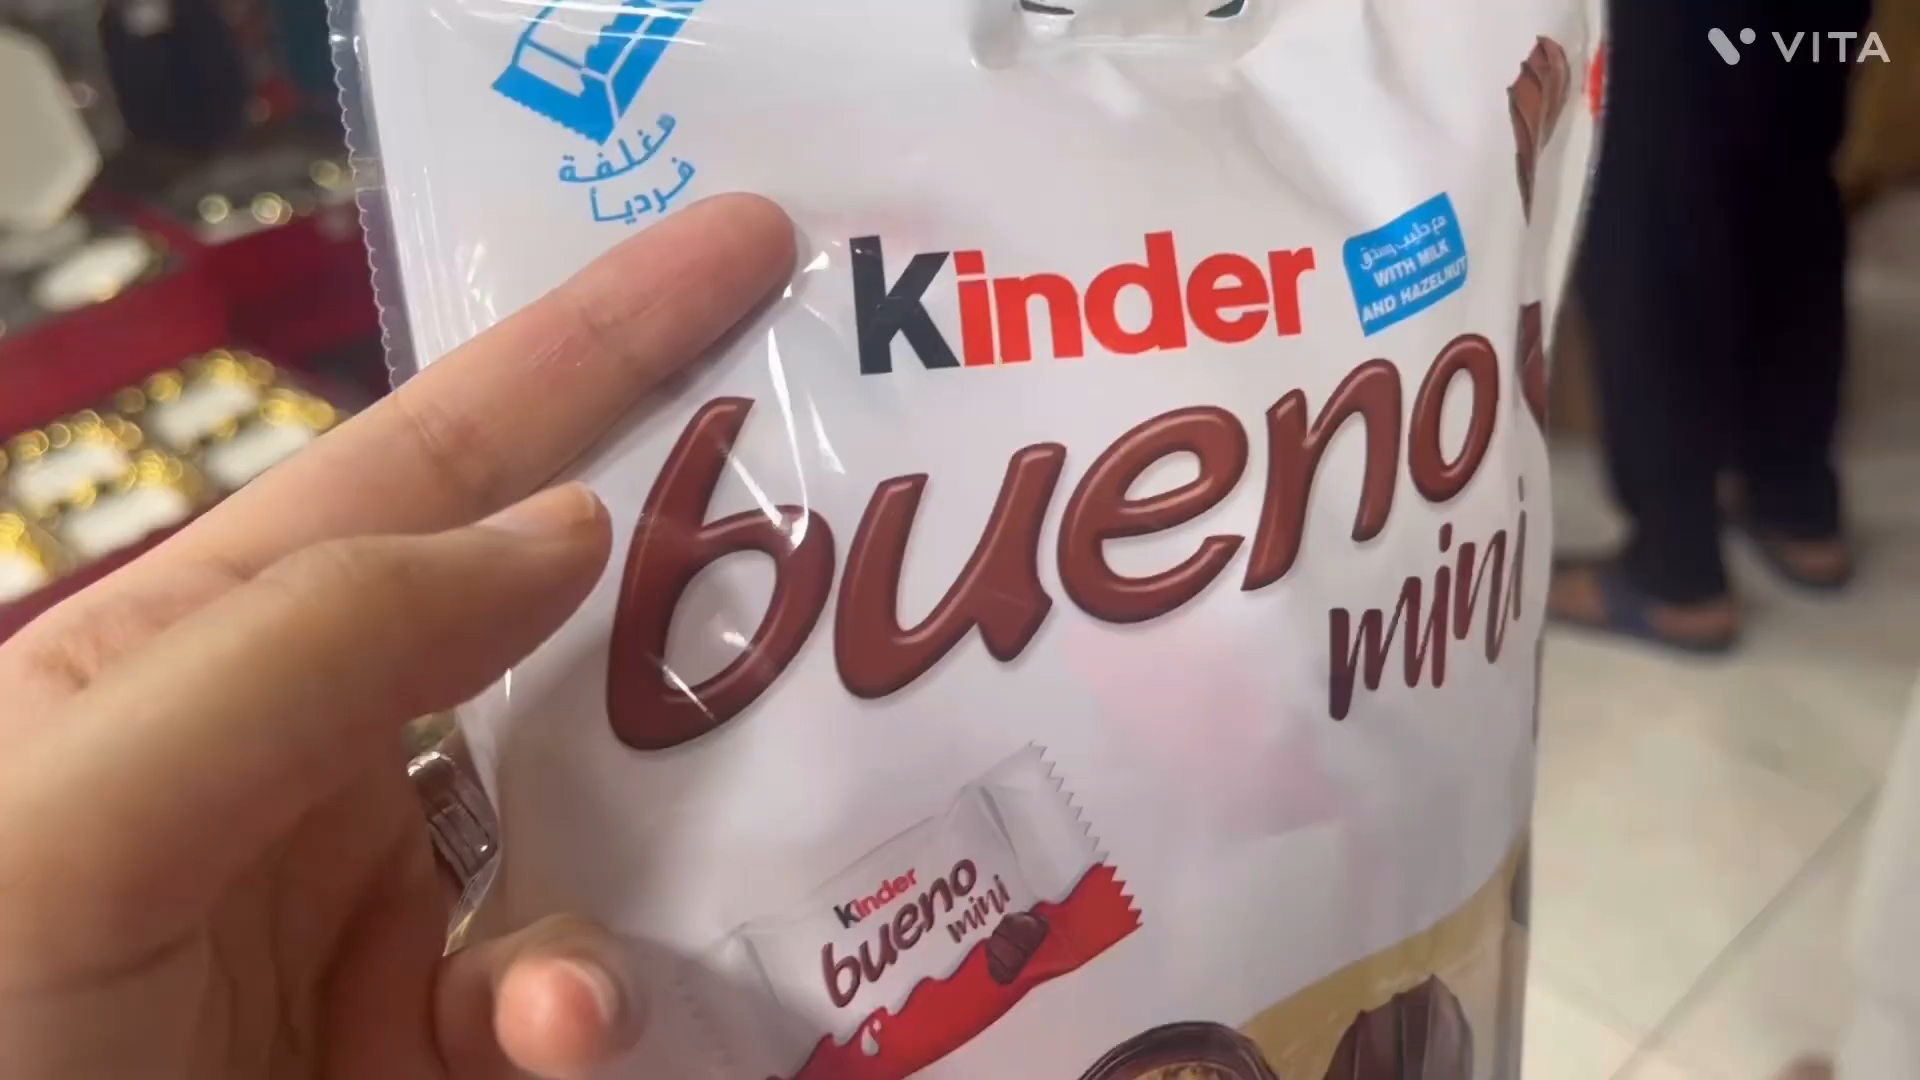 VITA
مغلفة
فردياً
kinder
مع حليب وبندق
WITH MILK
AND HAZELNUT
bueno
mini
kinder
bueno
mini